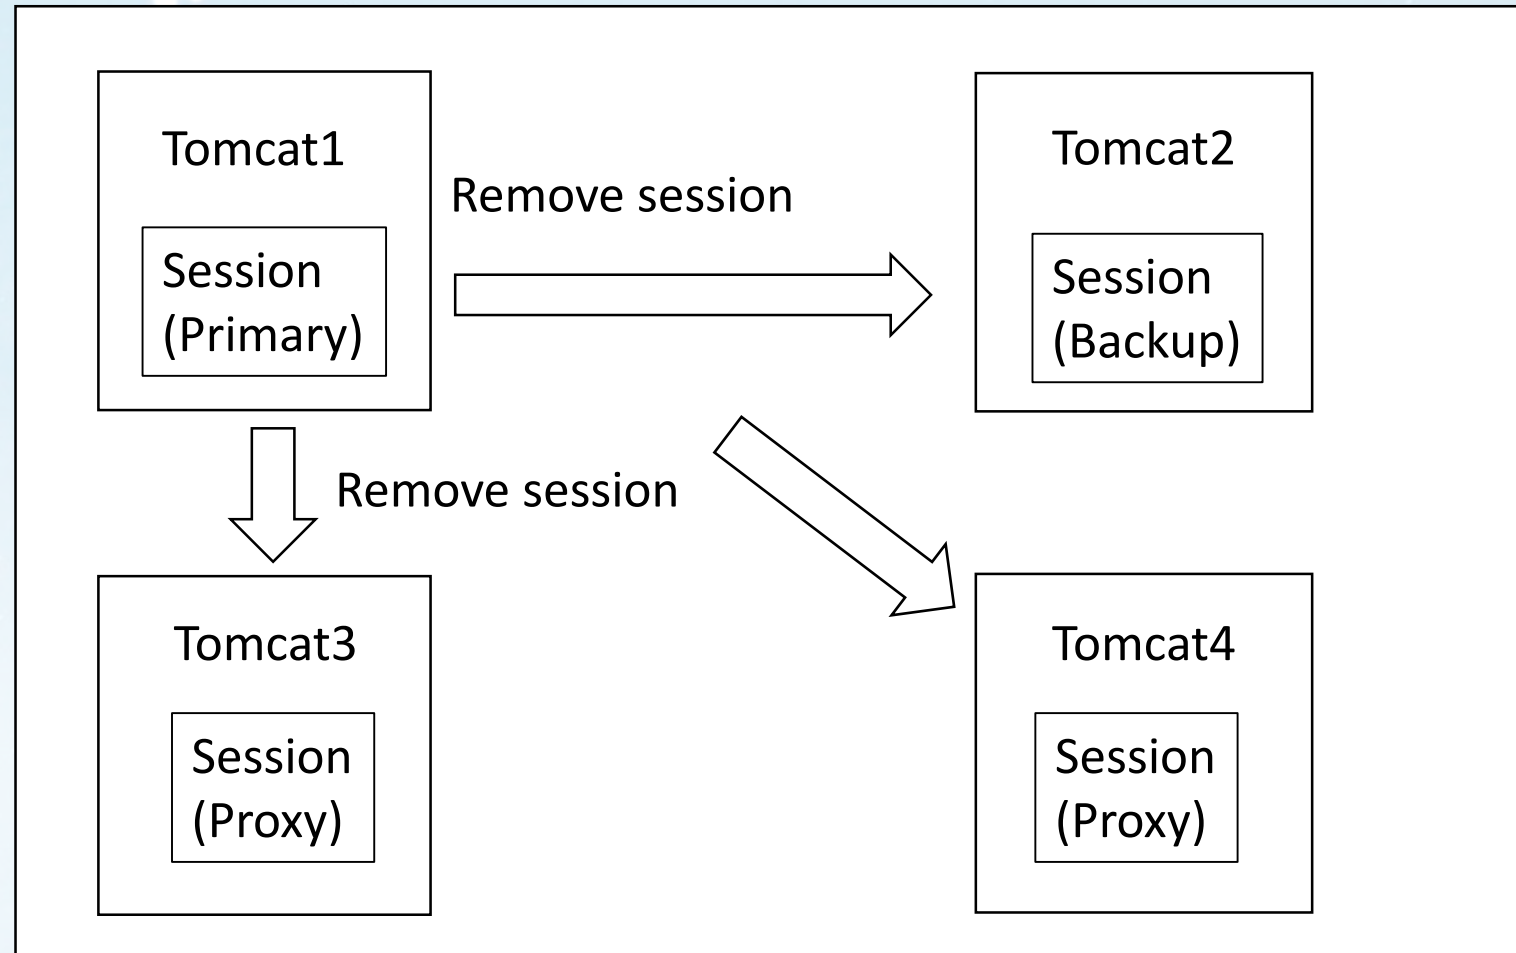 Tomcat1
Session
(Primary)
Remove session
Tomcat2
Session
(Backup)
Remove session
Tomcat3
Session
(Proxy)
Tomcat4
Session
(Proxy)